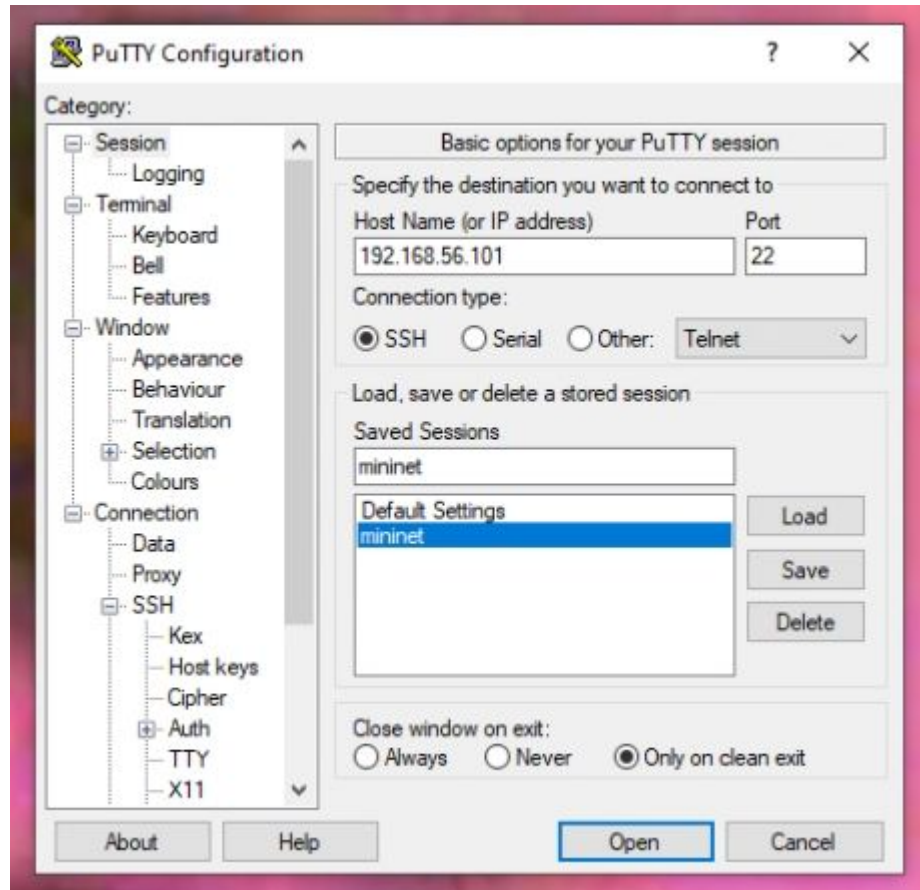 PuTTY Configuration
?
Category:
Session
Logging
Terminal
Keyboard
Bell
Features
Window
Appearance
Behaviour
Translation
Selection
Colours
Connection
Data
Proxy
SSH
Kex
Host keys
Cipher
Auth
TTY
X11
Basic options for your PuTTY session
Specify the destination you want to connect to
Host Name (or IP address) Port
192.168.56.101 22
Connection type:
SSH Serial Other: Telnet
Load, save or delete a stored session
Saved Sessions
mininet
Default Settings
mininet
Load
Save
Delete
Close window on exit:
Always Never Only on clean exit
About Help Open Cancel